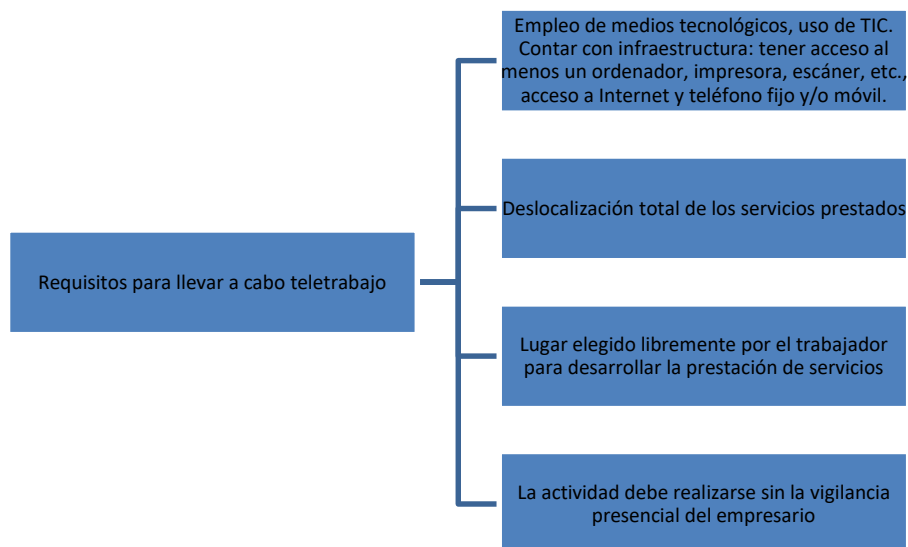 Empleo de medios tecnológicos, uso de TIC.
Contar con infraestructura: tener acceso al
menos un ordenador, impresora, escáner, etc.,
acceso a Internet y teléfono fijo y/o móvil.
Deslocalización total de los servicios prestados
Requisitos para llevar a cabo teletrabajo
Lugar elegido libremente por el trabajador
para desarrollar la prestación de servicios
La actividad debe realizarse sin la vigilancia
presencial del empresario